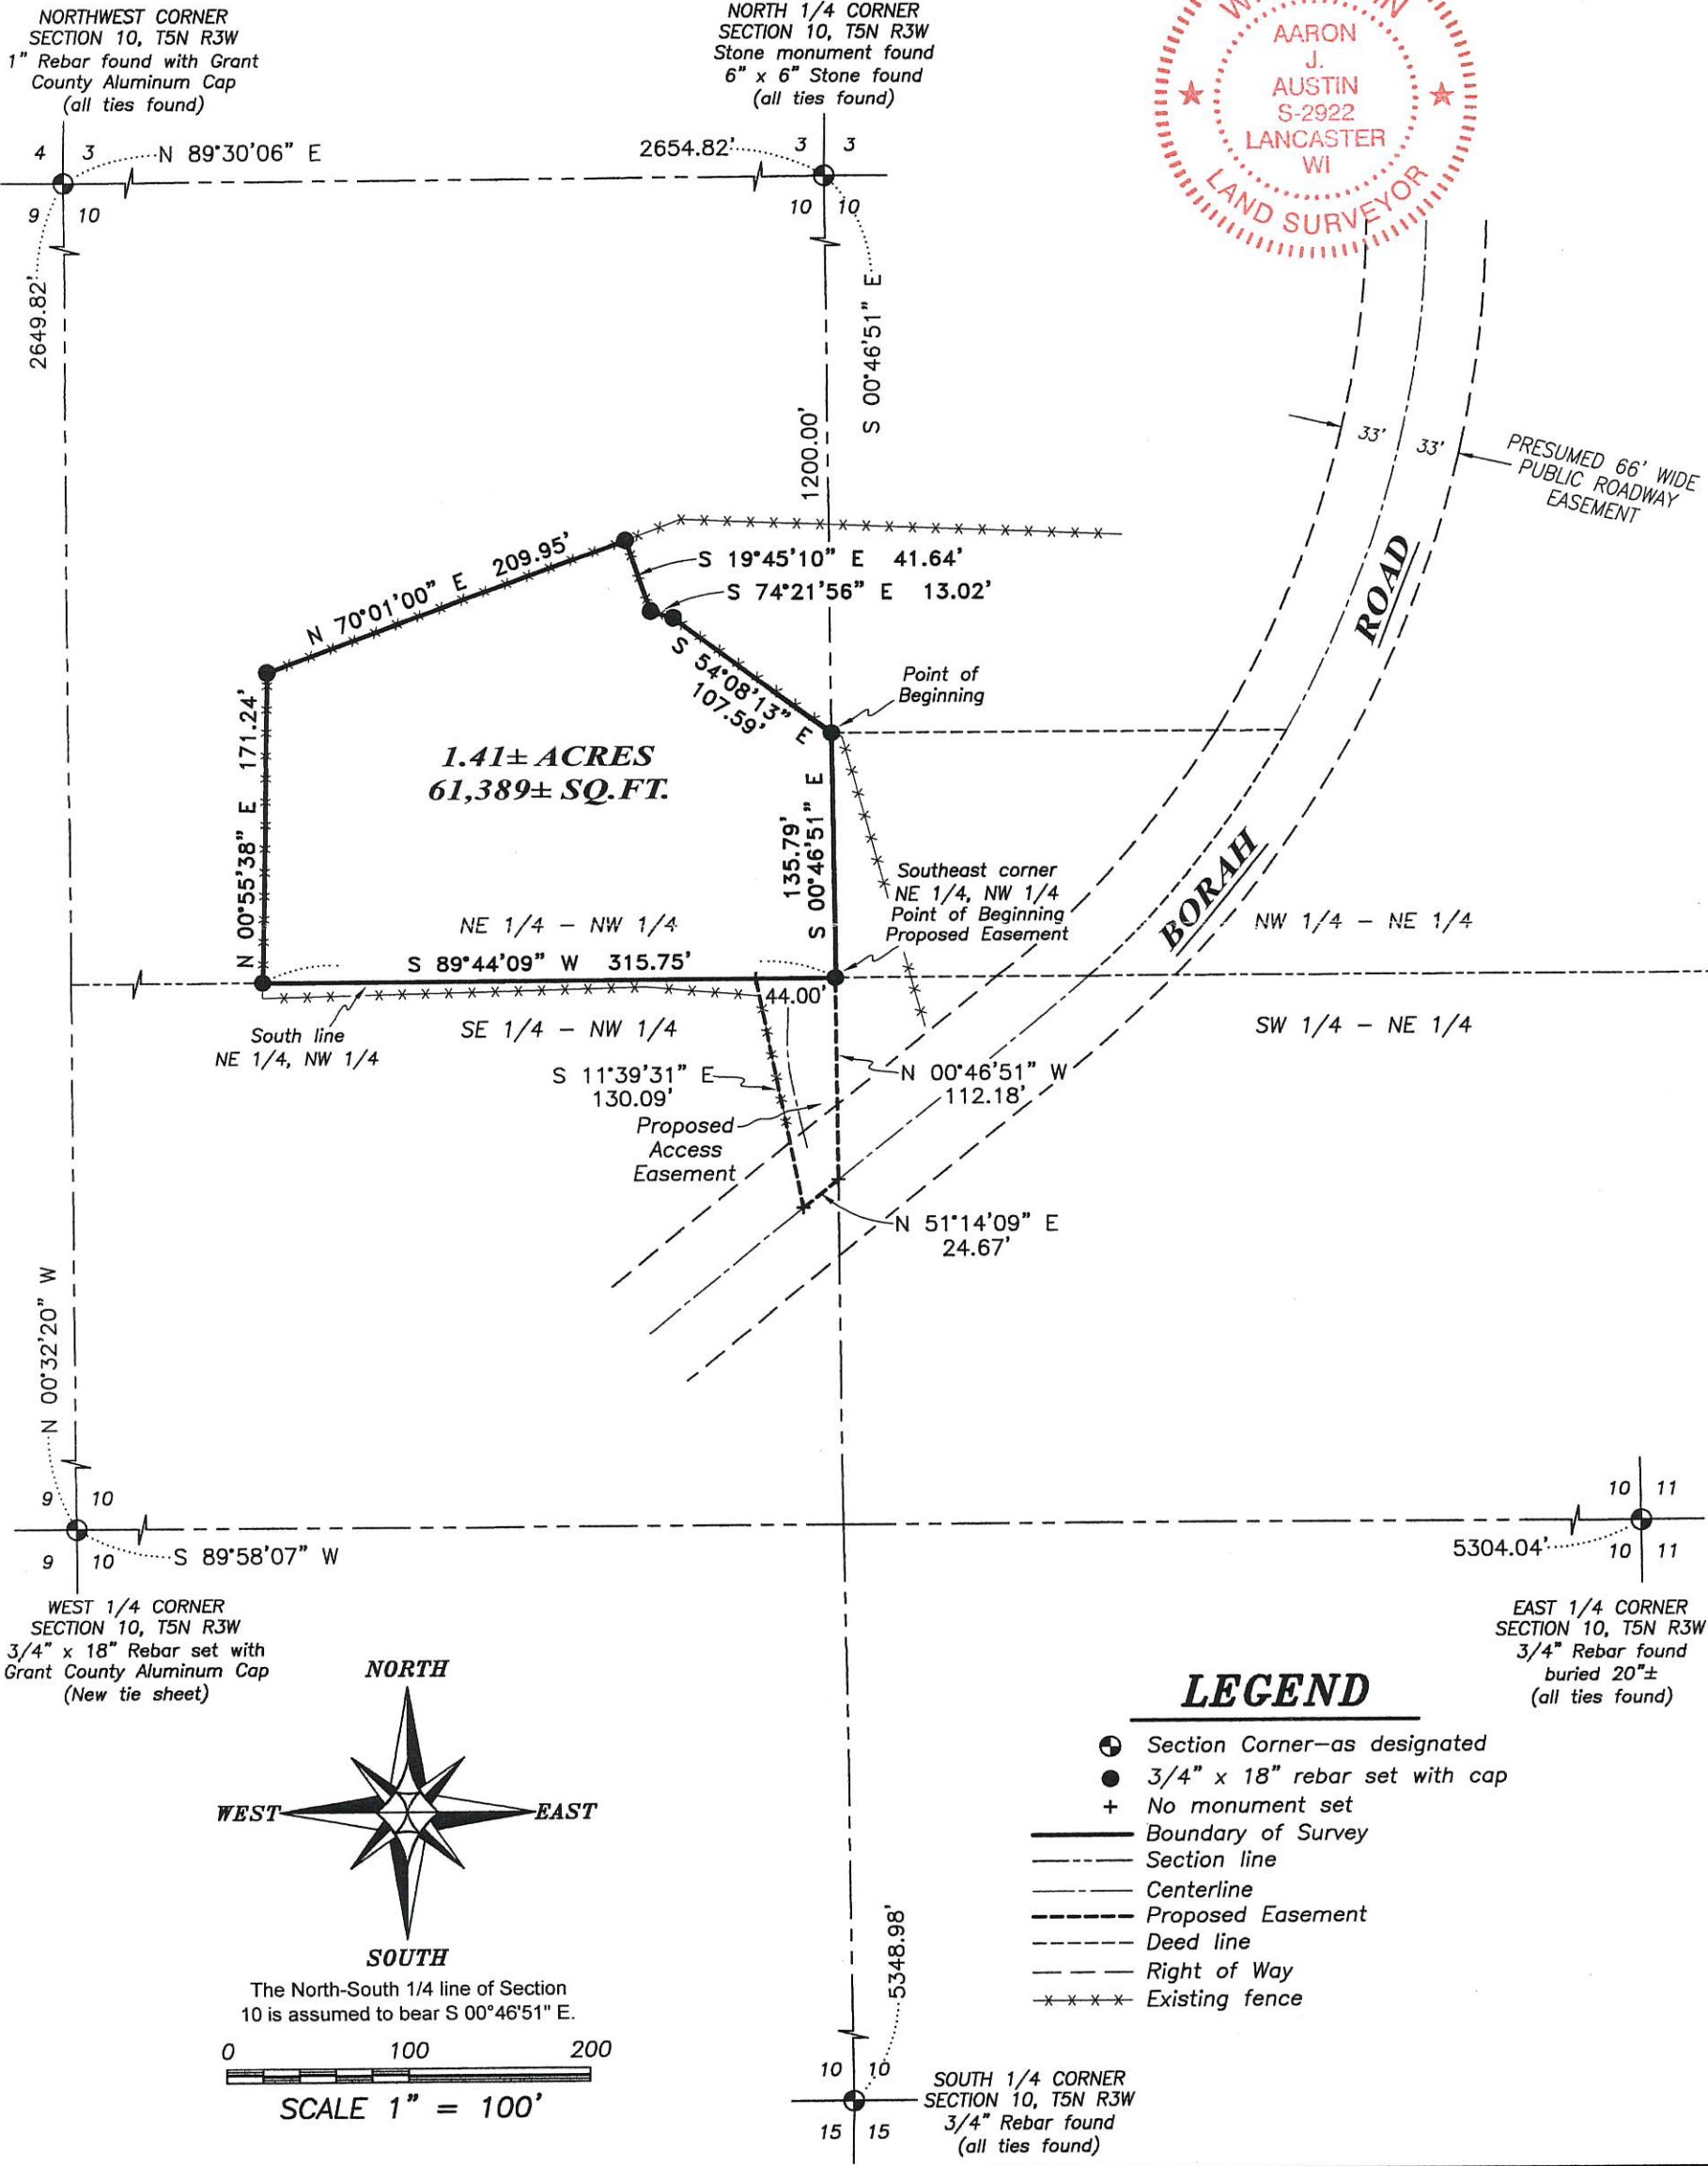 NORTHWEST CORNER
SECTION 10, T5N R3W
1" Rebar found with Grant
County Aluminum Cap
(all ties found)
NORTH 1/4 CORNER
SECTION 10, T5N R3W
Stone monument found
6" x 6" Stone found
(all ties found)
AARON
J.
AUSTIN
S-2922
LANCASTER
WI
LAND SURVEYOR
4 3
N 89°30'06" E
2654.82'
3 3
9 10
10 10
2649.82'
S 00°46'51" E
1200.00'
33' 33'
PRESUMED 66' WIDE
PUBLIC ROADWAY
EASEMENT
N 70°01'00" E 209.95'
S 19°45'10" E 41.64'
S 74°21'56" E 13.02'
S 54°08'13" E
107.59'
ROAD
Point of
Beginning
N 00°55'38" E 171.24'
1.41± ACRES
61,389± SQ.FT.
135.79'
S 00°46'51" E
BORAH
Southeast corner
NE 1/4, NW 1/4
Point of Beginning
Proposed Easement
NE 1/4 – NW 1/4
NW 1/4 – NE 1/4
S 89°44'09" W 315.75'
44.00'
South line
NE 1/4, NW 1/4
SE 1/4 – NW 1/4
SW 1/4 – NE 1/4
S 11°39'31" E
130.09'
N 00°46'51" W
112.18'
Proposed
Access
Easement
N 51°14'09" E
24.67'
N 00°32'20" W
9 10
10 11
9 10
S 89°58'07" W
5304.04'
10 11
WEST 1/4 CORNER
SECTION 10, T5N R3W
3/4" x 18" Rebar set with
Grant County Aluminum Cap
(New tie sheet)
EAST 1/4 CORNER
SECTION 10, T5N R3W
3/4" Rebar found
buried 20"±
(all ties found)
NORTH
WEST
EAST
SOUTH
The North-South 1/4 line of Section
10 is assumed to bear S 00°46'51" E.
0 100 200
SCALE 1" = 100'
LEGEND
Section Corner–as designated
3/4" x 18" rebar set with cap
No monument set
Boundary of Survey
Section line
Centerline
Proposed Easement
Deed line
Right of Way
Existing fence
5348.98'
10 10
15 15
SOUTH 1/4 CORNER
SECTION 10, T5N R3W
3/4" Rebar found
(all ties found)